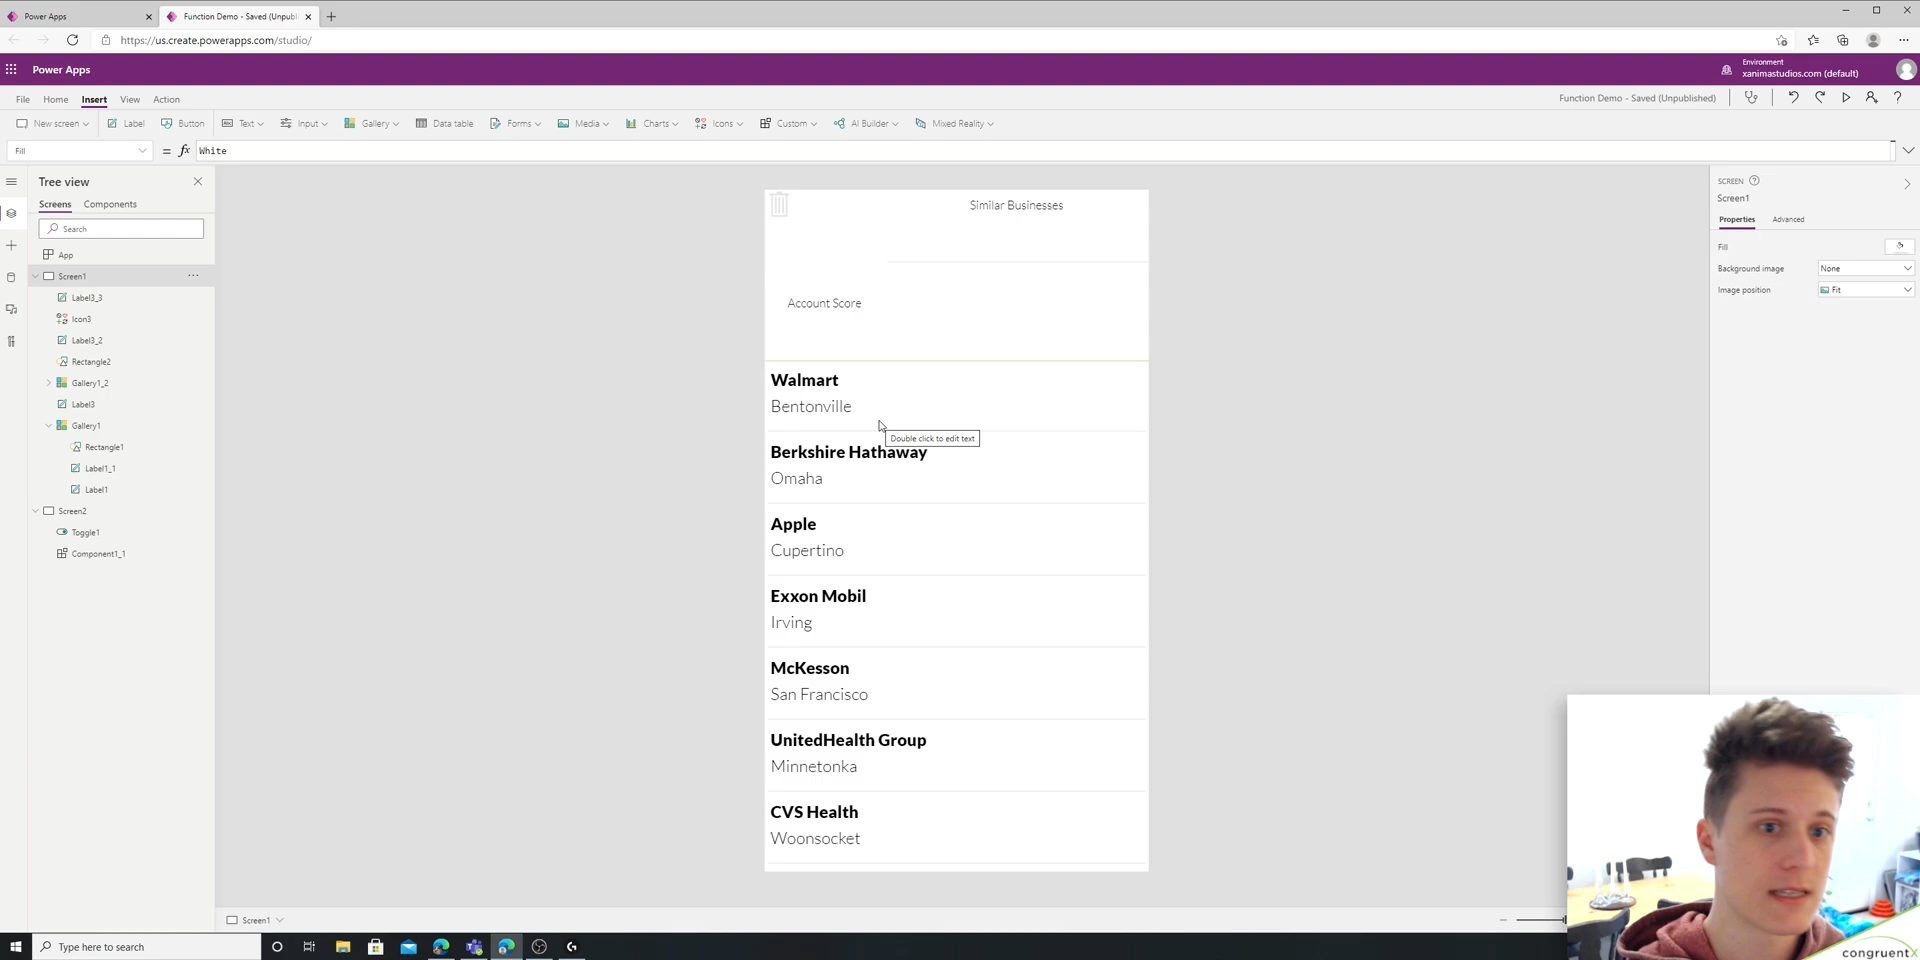 Power Apps
Function Demo - Saved (Unpubl
https://us.create.powerapps.com/studio/
Power Apps
Environment
xanimastudios.com (default)
File Home Insert View Action
Function Demo - Saved (Unpublished)
New screen Label Button Text Input Gallery Data table Forms Media Charts Icons Custom AI Builder Mixed Reality
Fill = fx White
Tree view
Screens Components
Search
App
Screen1
Label3_3
Icon3
Label3_2
Rectangle2
Gallery1_2
Label3
Gallery1
Rectangle1
Label1_1
Label1
Screen2
Toggle1
Component1_1
Similar Businesses
Account Score
Walmart
Bentonville
Double click to edit text
Berkshire Hathaway
Omaha
Apple
Cupertino
Exxon Mobil
Irving
McKesson
San Francisco
UnitedHealth Group
Minnetonka
CVS Health
Woonsocket
SCREEN
Screen1
Properties Advanced
Fill
Background image None
Image position Fit
Screen1
Type here to search
congruentX